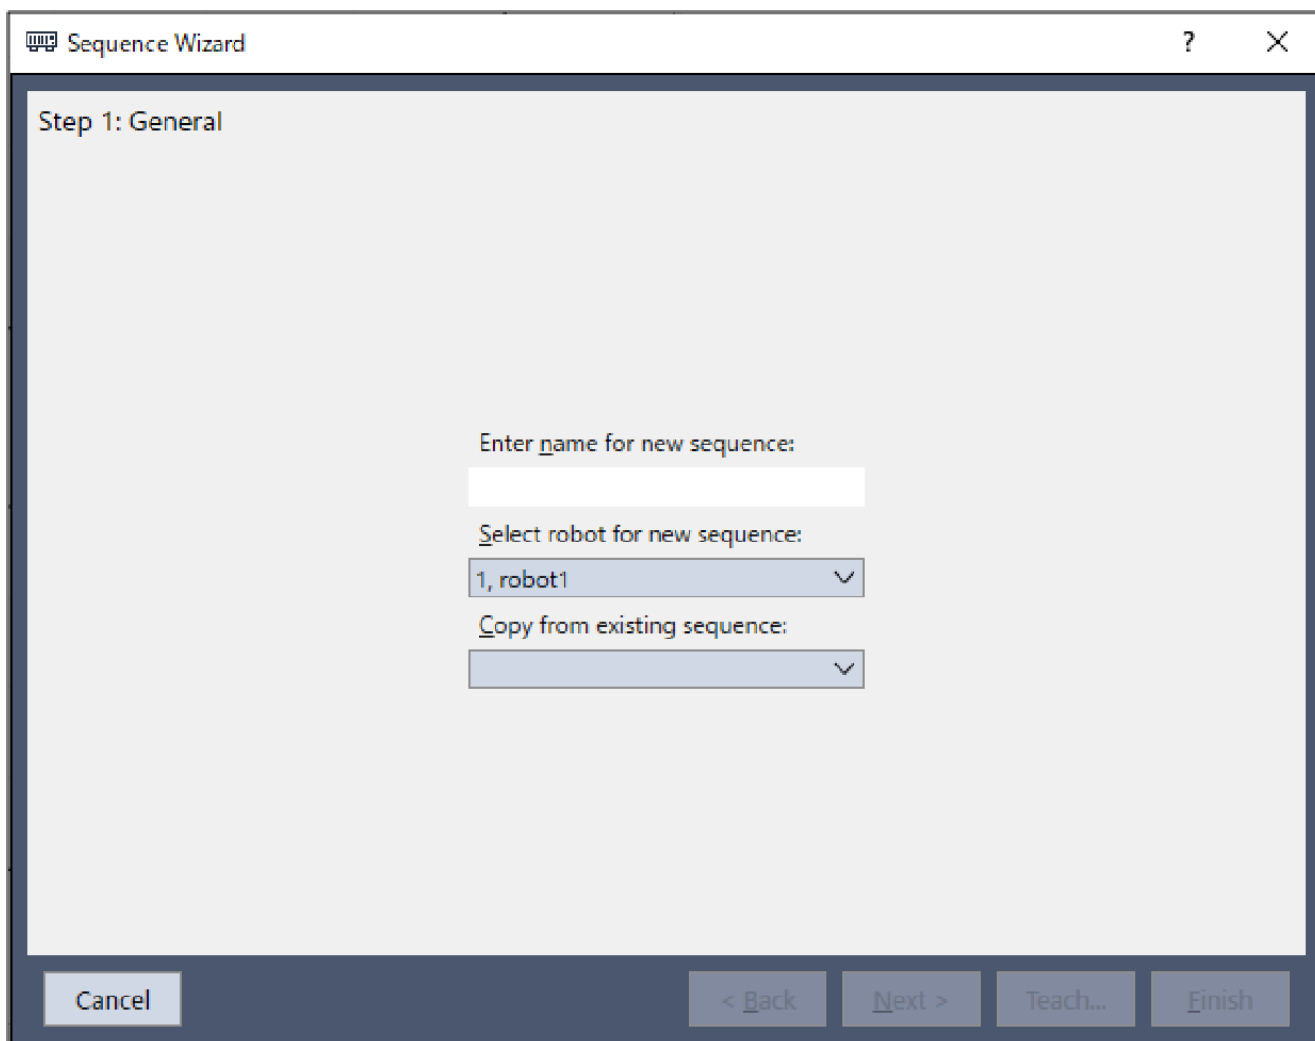 Sequence Wizard
?
Step 1: General
Enter name for new sequence:
Select robot for new sequence:
1, robot1
Copy from existing sequence:
Cancel
< Back
Next >
Teach...
Finish